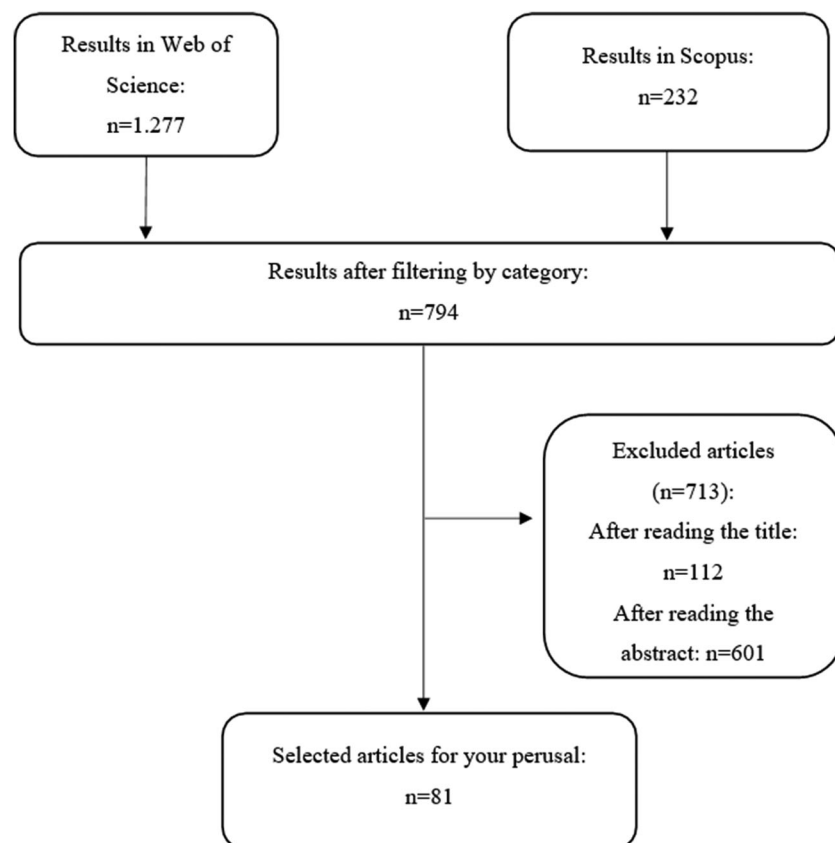 Results in Web of
Science:
n=1.277
Results in Scopus:
n=232
Results after filtering by category:
n=794
Excluded articles
(n=713):
After reading the title:
n=112
After reading the
abstract: n=601
Selected articles for your perusal:
n=81